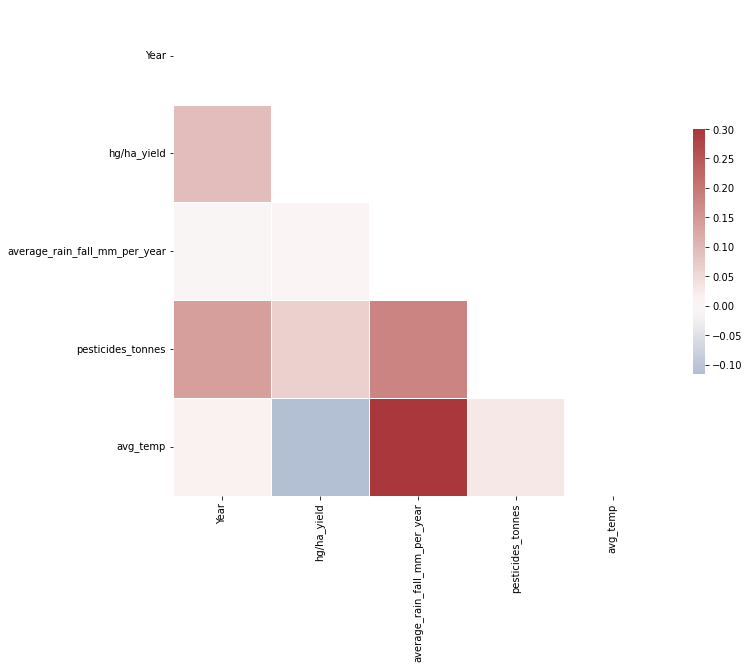 Year
hg/ha_yield
average_rain_fall_mm_per_year
pesticides_tonnes
avg_temp
Year
hg/ha_yield
average_rain_fall_mm_per_year
pesticides_tonnes
avg_temp
0.30
0.25
0.20
0.15
0.10
0.05
0.00
−0.05
−0.10